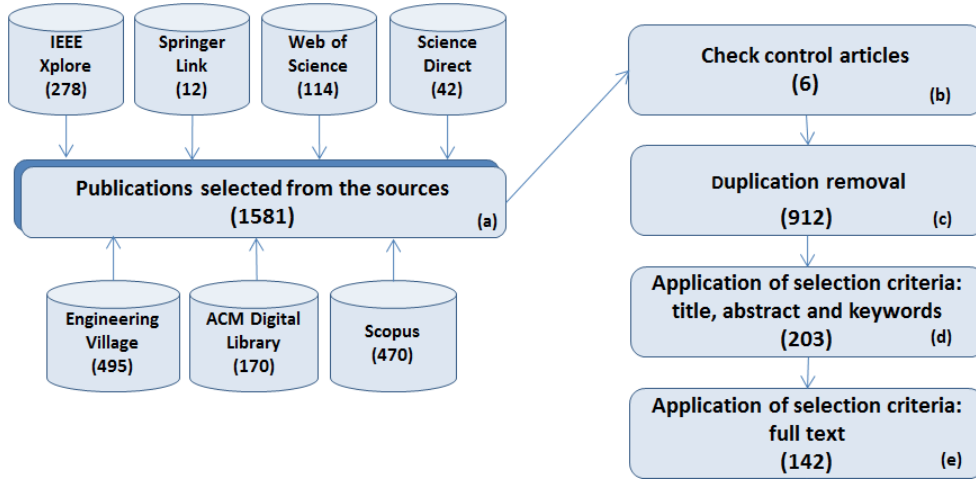 IEEE
Xplore
(278)
Springer
Link
(12)
Web of
Science
(114)
Science
Direct
(42)
Publications selected from the sources
(1581)
(a)
Engineering
Village
(495)
ACM Digital
Library
(170)
Scopus
(470)
Check control articles
(6)
(b)
Duplication removal
(912)
(c)
Application of selection criteria:
title, abstract and keywords
(203)
(d)
Application of selection criteria:
full text
(142)
(e)